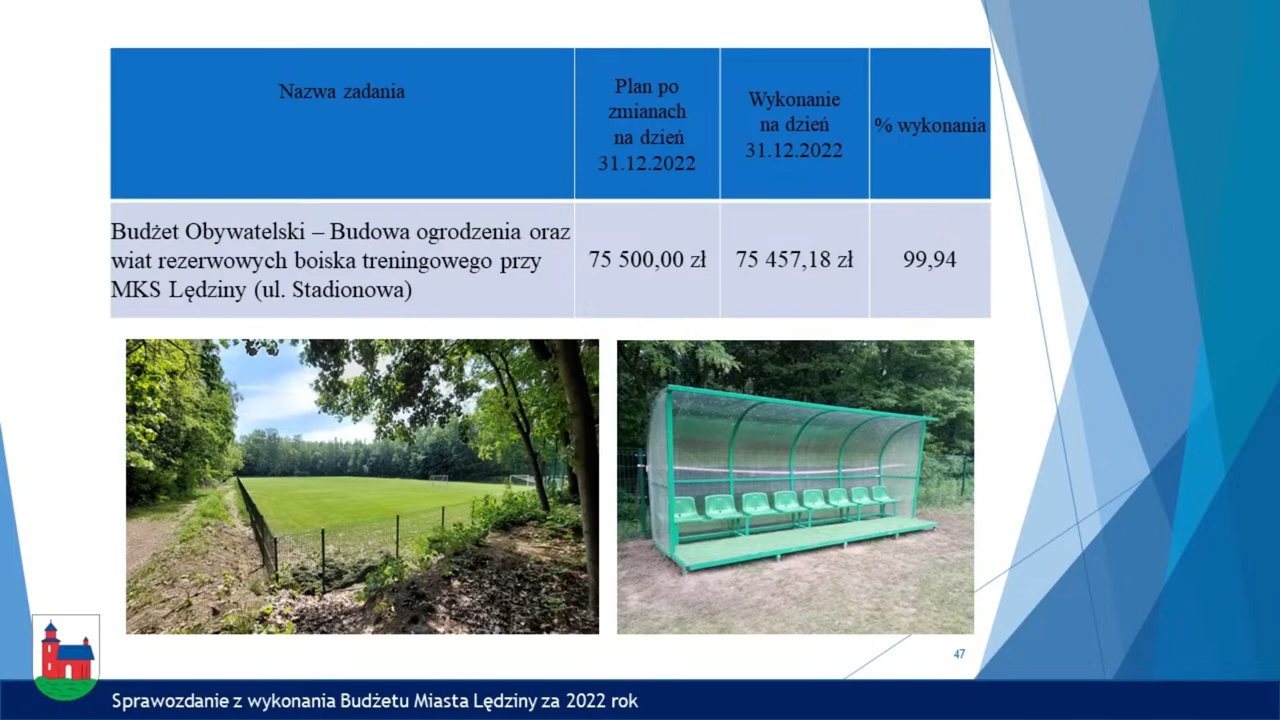 Nazwa zadania
Plan po
zmianach
na dzień
31.12.2022
Wykonanie
na dzień
31.12.2022
% wykonania
Budżet Obywatelski – Budowa ogrodzenia oraz
wiat rezerwowych boiska treningowego przy
MKS Lędziny (ul. Stadionowa)
75 500,00 zł
75 457,18 zł
99,94
47
Sprawozdanie z wykonania Budżetu Miasta Lędziny za 2022 rok